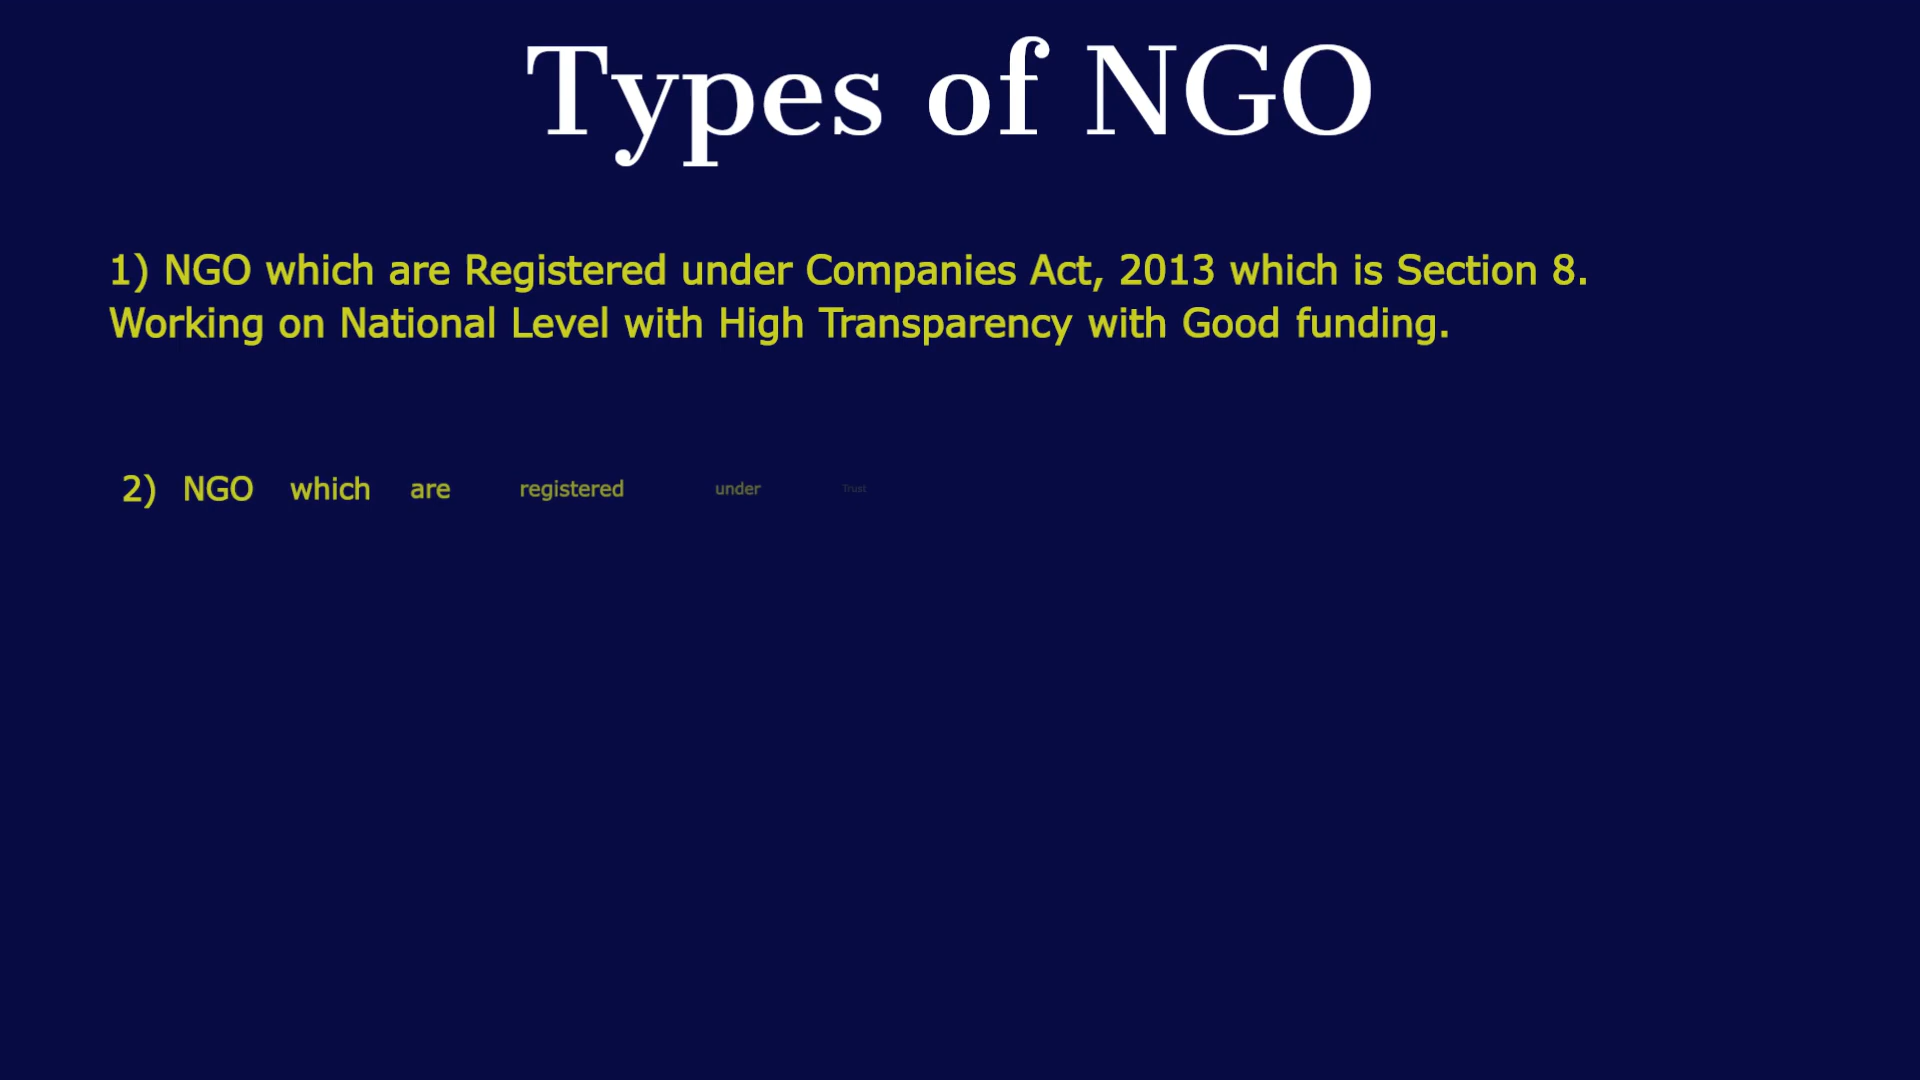 Types of NGO
1) NGO which are Registered under Companies Act, 2013 which is Section 8.
Working on National Level with High Transparency with Good funding.
2) NGO which are registered under Trust